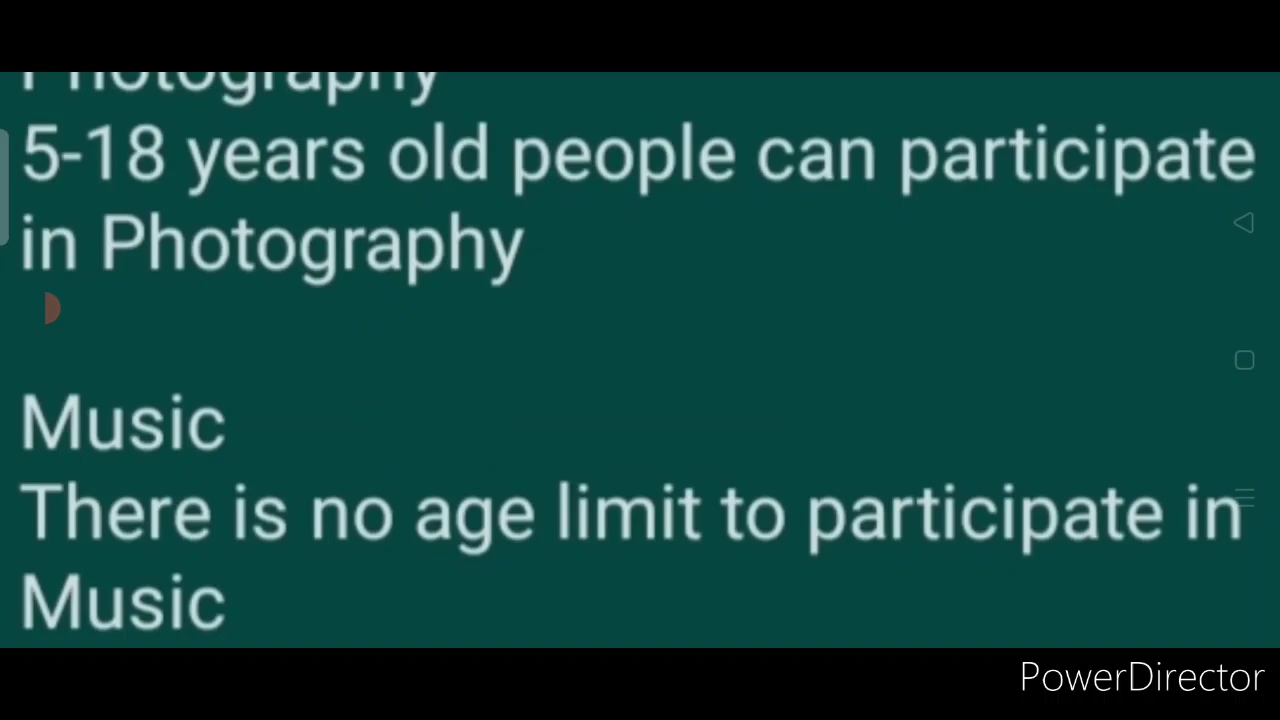 Photography
5-18 years old people can participate
in Photography
Music
There is no age limit to participate in
Music
PowerDirector